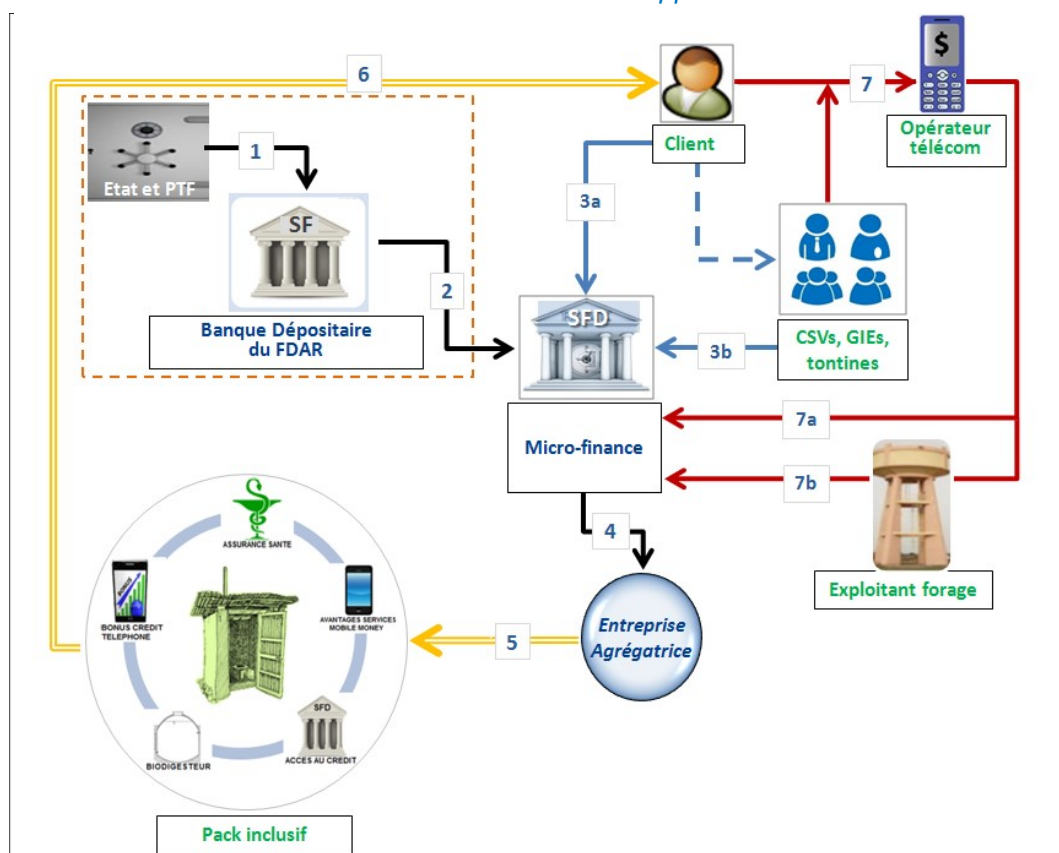 6
7
$
Client
Opérateur
télécom
1
Etat et PTF
SF
3a
2
Banque Dépositaire
du FDAR
SFD
3b
CSVs, GIEs,
tontines
7a
Micro-finance
7b
4
Exploitant forage
ASSURANCE SANTE
BONUS
BONUS CREDIT
TELEPHONE
AVANTAGES SERVICES
MOBILE MONEY
5
Entreprise
Agrégatrice
SFD
BIODIGESTEUR
ACCES AU CREDIT
Pack inclusif